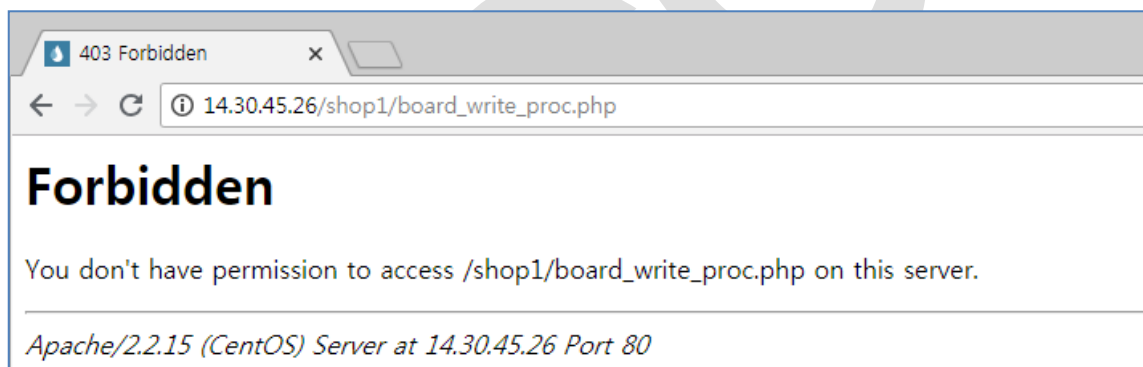 403 Forbidden
14.30.45.26/shop1/board_write_proc.php
Forbidden
You don't have permission to access /shop1/board_write_proc.php on this server.
Apache/2.2.15 (CentOS) Server at 14.30.45.26 Port 80